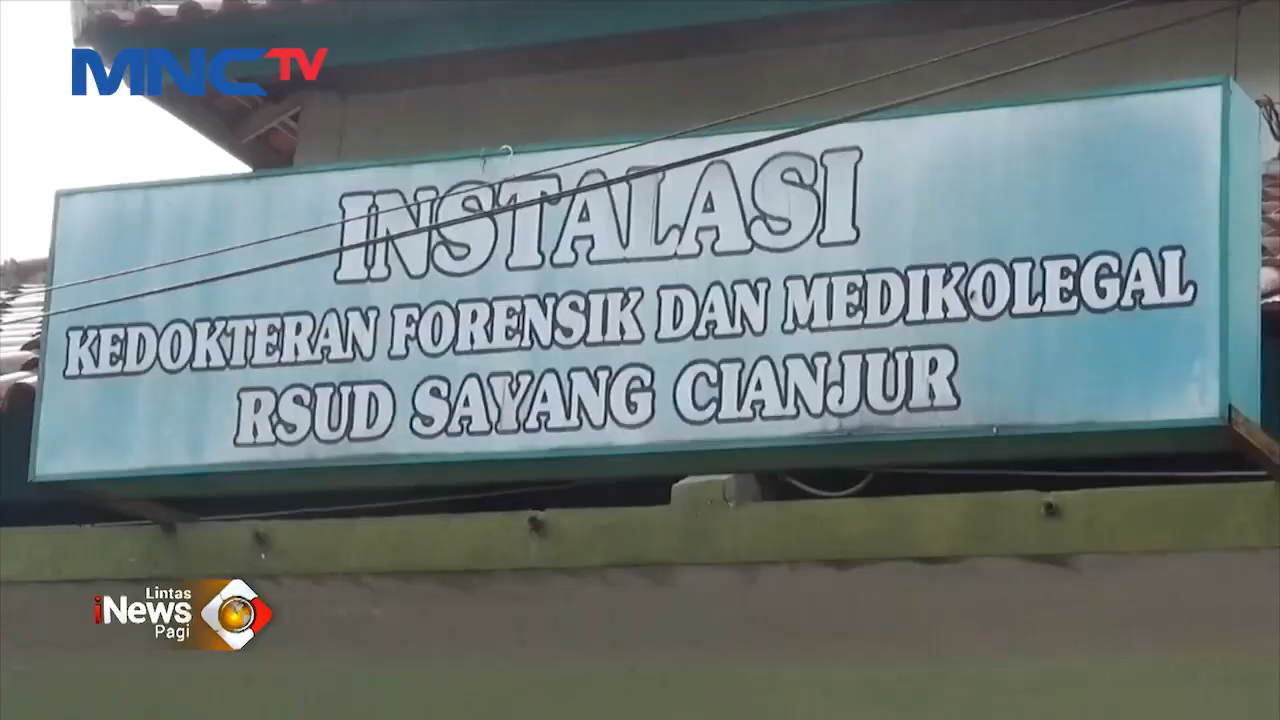 MNCTV
INSTALASI
KEDOKTERAN FORENSIK DAN MEDIKOLEGAL
RSUD SAYANG CIANJUR
Lintas
iNews
Pagi